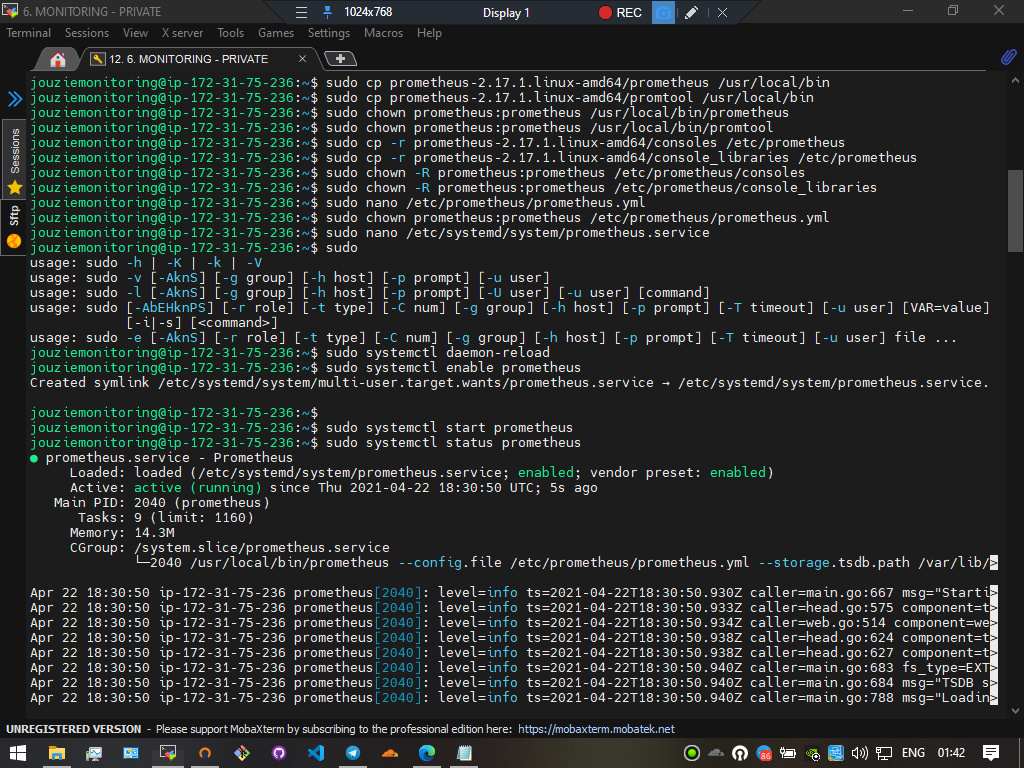 6. MONITORING - PRIVATE
1024x768
Display 1
REC
Terminal Sessions View X server Tools Games Settings Macros Help
12. 6. MONITORING - PRIVATE
Sessions
Sftp
jouziemonitoring@ip-172-31-75-236:~$ sudo cp prometheus-2.17.1.linux-amd64/prometheus /usr/local/bin
jouziemonitoring@ip-172-31-75-236:~$ sudo cp prometheus-2.17.1.linux-amd64/promtool /usr/local/bin
jouziemonitoring@ip-172-31-75-236:~$ sudo chown prometheus:prometheus /usr/local/bin/prometheus
jouziemonitoring@ip-172-31-75-236:~$ sudo chown prometheus:prometheus /usr/local/bin/promtool
jouziemonitoring@ip-172-31-75-236:~$ sudo cp -r prometheus-2.17.1.linux-amd64/consoles /etc/prometheus
jouziemonitoring@ip-172-31-75-236:~$ sudo cp -r prometheus-2.17.1.linux-amd64/console_libraries /etc/prometheus
jouziemonitoring@ip-172-31-75-236:~$ sudo chown -R prometheus:prometheus /etc/prometheus/consoles
jouziemonitoring@ip-172-31-75-236:~$ sudo chown -R prometheus:prometheus /etc/prometheus/console_libraries
jouziemonitoring@ip-172-31-75-236:~$ sudo nano /etc/prometheus/prometheus.yml
jouziemonitoring@ip-172-31-75-236:~$ sudo chown prometheus:prometheus /etc/prometheus/prometheus.yml
jouziemonitoring@ip-172-31-75-236:~$ sudo nano /etc/systemd/system/prometheus.service
jouziemonitoring@ip-172-31-75-236:~$ sudo
usage: sudo -h | -K | -k | -V
usage: sudo -v [-AknS] [-g group] [-h host] [-p prompt] [-u user]
usage: sudo -l [-AknS] [-g group] [-h host] [-p prompt] [-U user] [-u user] [command]
usage: sudo [-AbEHknPS] [-r role] [-t type] [-C num] [-g group] [-h host] [-p prompt] [-T timeout] [-u user] [VAR=value]
[-i|-s] [<command>]
usage: sudo -e [-AknS] [-r role] [-t type] [-C num] [-g group] [-h host] [-p prompt] [-T timeout] [-u user] file ...
jouziemonitoring@ip-172-31-75-236:~$ sudo systemctl daemon-reload
jouziemonitoring@ip-172-31-75-236:~$ sudo systemctl enable prometheus
Created symlink /etc/systemd/system/multi-user.target.wants/prometheus.service → /etc/systemd/system/prometheus.service.
jouziemonitoring@ip-172-31-75-236:~$
jouziemonitoring@ip-172-31-75-236:~$ sudo systemctl start prometheus
jouziemonitoring@ip-172-31-75-236:~$ sudo systemctl status prometheus
● prometheus.service - Prometheus
Loaded: loaded (/etc/systemd/system/prometheus.service; enabled; vendor preset: enabled)
Active: active (running) since Thu 2021-04-22 18:30:50 UTC; 5s ago
Main PID: 2040 (prometheus)
Tasks: 9 (limit: 1160)
Memory: 14.3M
CGroup: /system.slice/prometheus.service
└─2040 /usr/local/bin/prometheus --config.file /etc/prometheus/prometheus.yml --storage.tsdb.path /var/lib/>
Apr 22 18:30:50 ip-172-31-75-236 prometheus[2040]: level=info ts=2021-04-22T18:30:50.930Z caller=main.go:667 msg="Starti>
Apr 22 18:30:50 ip-172-31-75-236 prometheus[2040]: level=info ts=2021-04-22T18:30:50.933Z caller=head.go:575 component=t>
Apr 22 18:30:50 ip-172-31-75-236 prometheus[2040]: level=info ts=2021-04-22T18:30:50.934Z caller=web.go:514 component=we>
Apr 22 18:30:50 ip-172-31-75-236 prometheus[2040]: level=info ts=2021-04-22T18:30:50.938Z caller=head.go:624 component=t>
Apr 22 18:30:50 ip-172-31-75-236 prometheus[2040]: level=info ts=2021-04-22T18:30:50.938Z caller=head.go:627 component=t>
Apr 22 18:30:50 ip-172-31-75-236 prometheus[2040]: level=info ts=2021-04-22T18:30:50.940Z caller=main.go:683 fs_type=EXT>
Apr 22 18:30:50 ip-172-31-75-236 prometheus[2040]: level=info ts=2021-04-22T18:30:50.940Z caller=main.go:684 msg="TSDB s>
Apr 22 18:30:50 ip-172-31-75-236 prometheus[2040]: level=info ts=2021-04-22T18:30:50.940Z caller=main.go:788 msg="Loadin>
UNREGISTERED VERSION - Please support MobaXterm by subscribing to the professional edition here: https://mobaxterm.mobatek.net
86
ENG
01:42